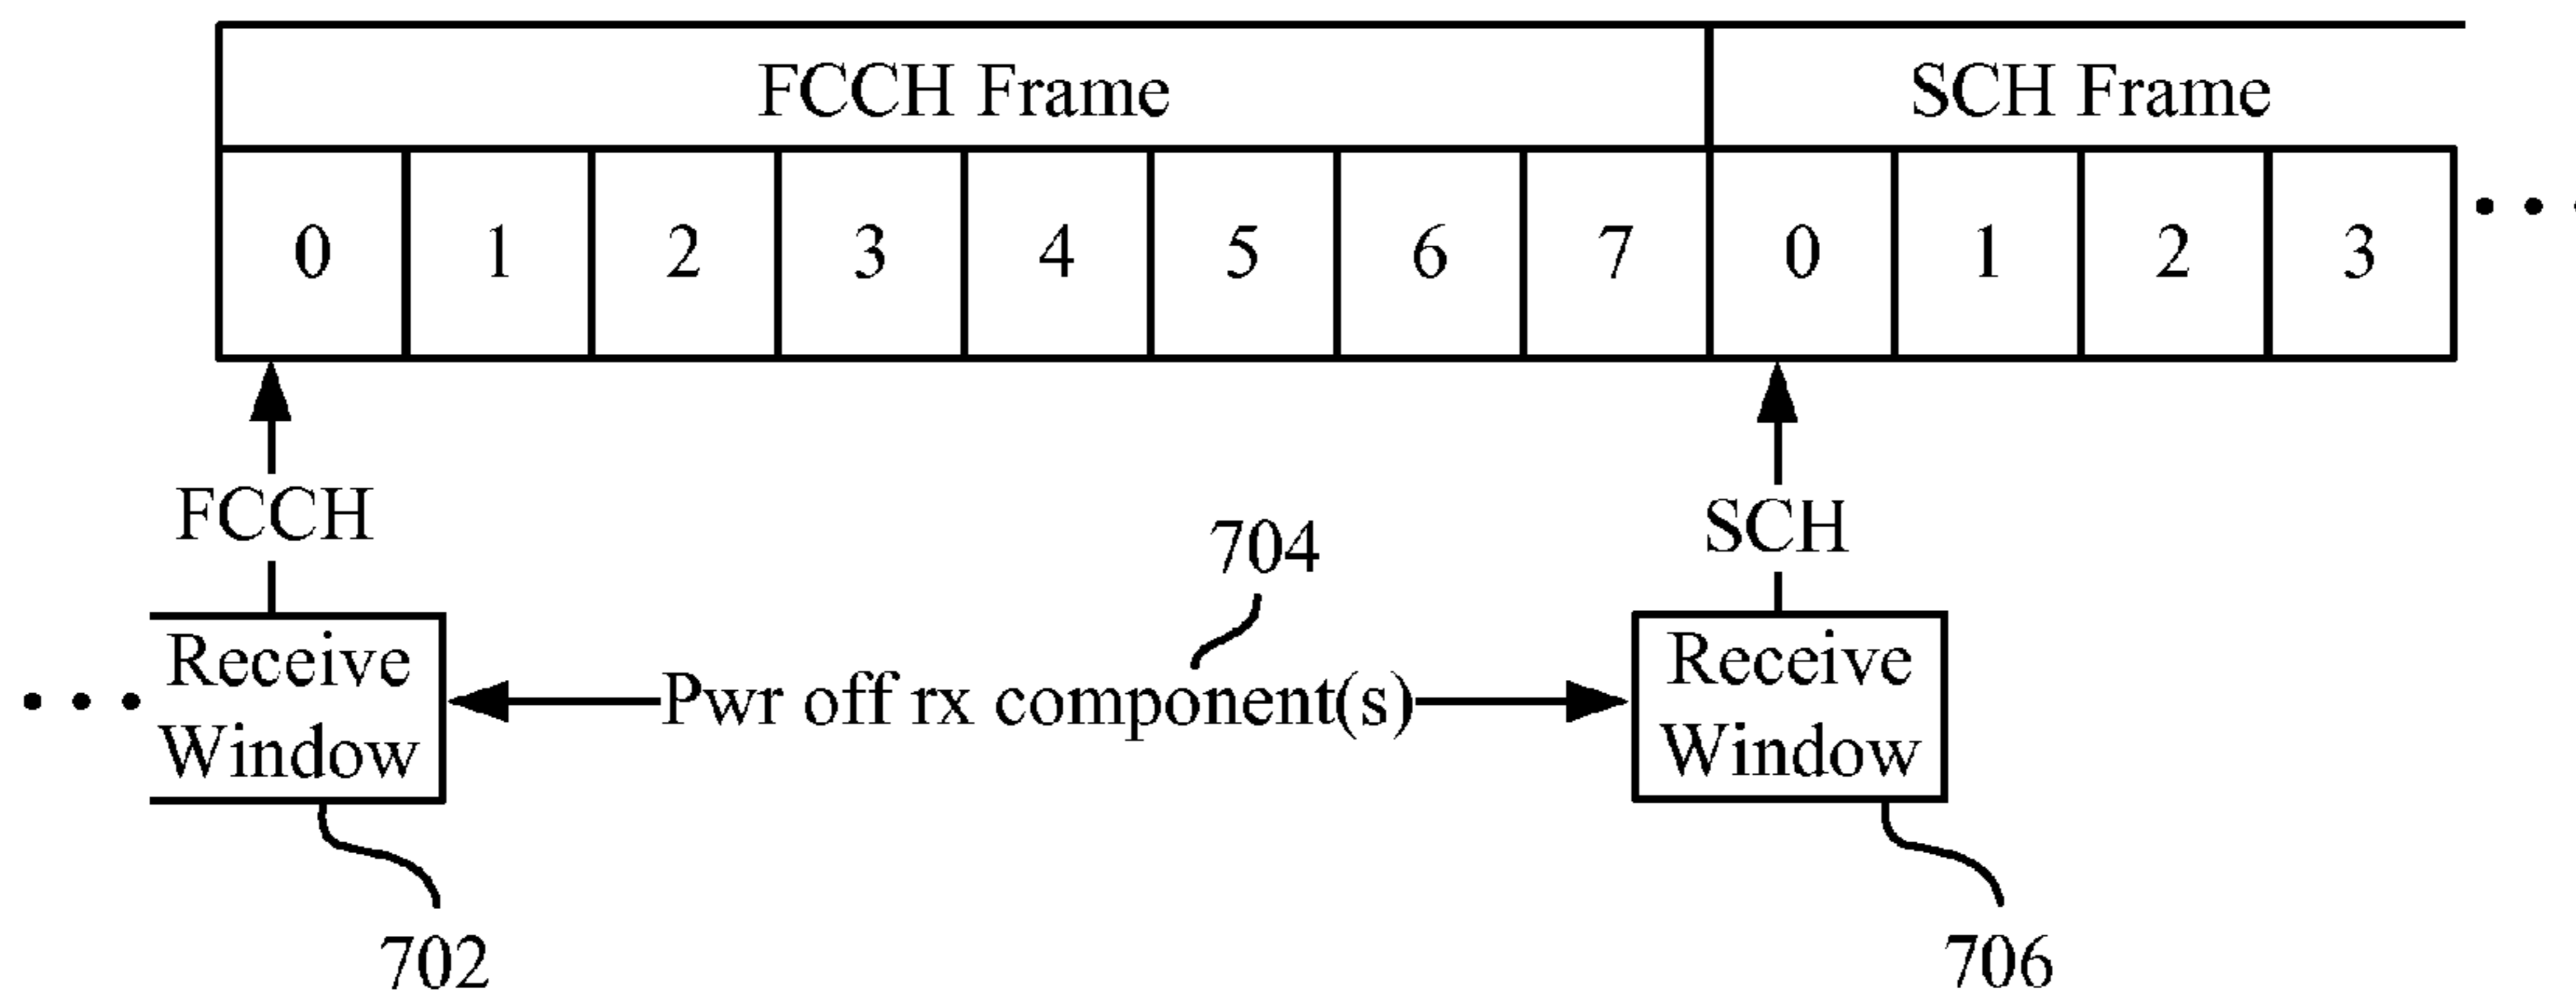 FCCH Frame SCH Frame
0 1 2 3 4 5 6 7 0 1 2 3 • • •
FCCH
SCH
704
• • • Receive
Window
Pwr off rx component(s)
Receive
Window
702
706